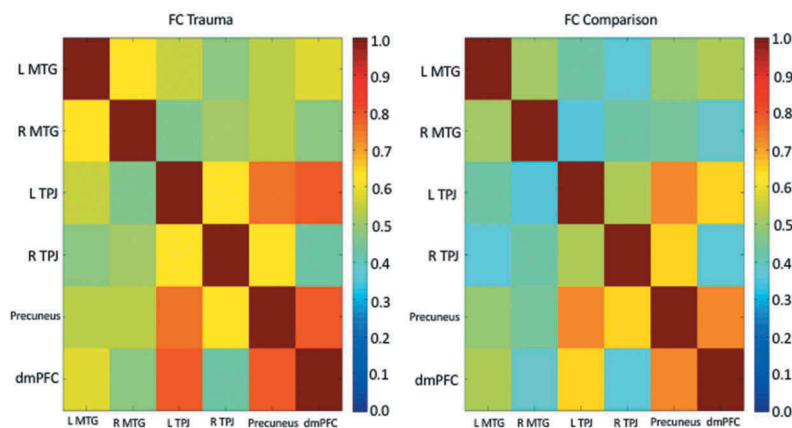 FC Trauma
L MTG
R MTG
L TPJ
R TPJ
Precuneus
dmPFC
L MTG R MTG L TPJ R TPJ Precuneus dmPFC
1.0
0.9
0.8
0.7
0.6
0.5
0.4
0.3
0.2
0.1
0.0
FC Comparison
L MTG
R MTG
L TPJ
R TPJ
Precuneus
dmPFC
L MTG R MTG L TPJ R TPJ Precuneus dmPFC
1.0
0.9
0.8
0.7
0.6
0.5
0.4
0.3
0.2
0.1
0.0